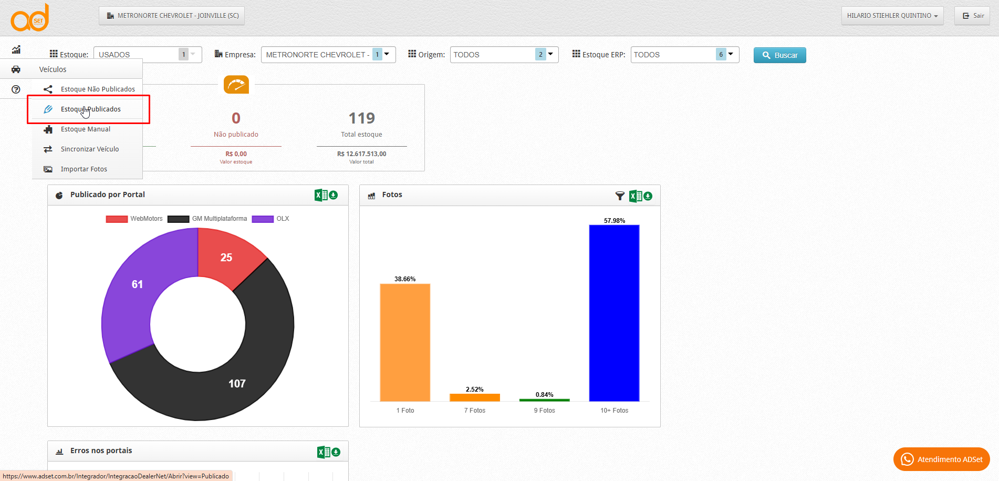 ad
SET
METRONORTE CHEVROLET - JOINVILLE (SC)
HILARIO STIEHLER QUINTINO
Sair
Estoque: USADOS 1
Empresa: METRONORTE CHEVROLET - 1
Origem: TODOS 2
Estoque ERP: TODOS 6
Buscar
Veículos
Estoque Não Publicados
Estoque Publicados
Estoque Manual
Sincronizar Veículo
Importar Fotos
0
Não publicado
R$ 0,00
Valor estoque
119
Total estoque
R$ 12.617.513,00
Valor total
Publicado por Portal
WebMotors GM Multiplataforma OLX
25
61
107
Fotos
57.98%
38.66%
2.52%
0.84%
1 Foto 7 Fotos 9 Fotos 10+ Fotos
Erros nos portais
Atendimento ADSet
https://www.adset.com.br/Integrador/IntegracaoDealerNet/Abrir?view=Publicado